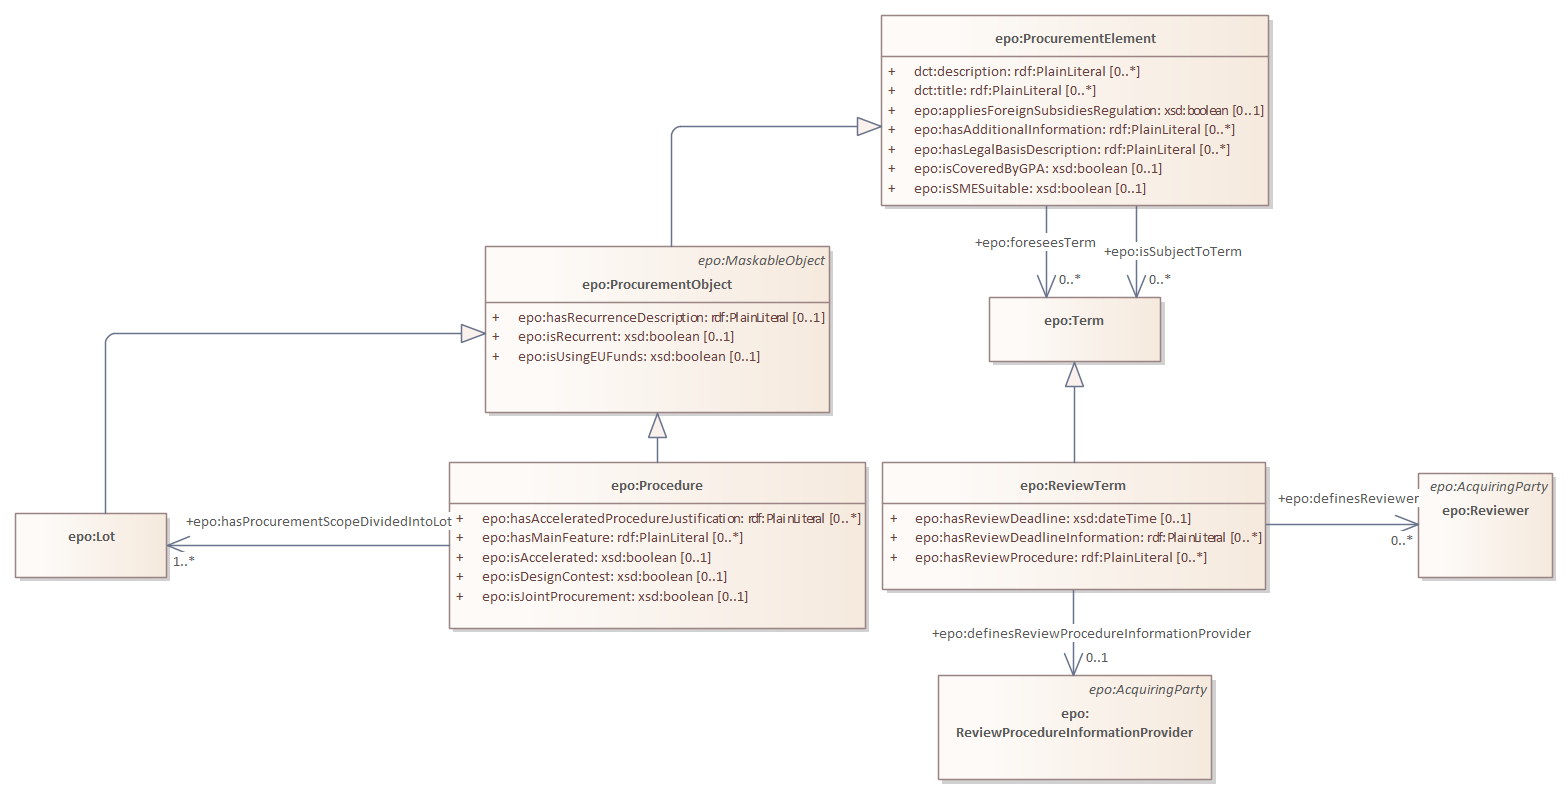 epo:ProcurementElement
+ dct:description: rdf:PlainLiteral [0..*]
+ dct:title: rdf:PlainLiteral [0..*]
+ epo:appliesForeignSubsidiesRegulation: xsd:boolean [0..1]
+ epo:hasAdditionalInformation: rdf:PlainLiteral [0..*]
+ epo:hasLegalBasisDescription: rdf:PlainLiteral [0..*]
+ epo:isCoveredByGPA: xsd:boolean [0..1]
+ epo:isSMESuitable: xsd:boolean [0..1]
+epo:foreseesTerm
+epo:isSubjectToTerm
0..*
0..*
epo:MaskableObject
epo:ProcurementObject
+ epo:hasRecurrenceDescription: rdf:PlainLiteral [0..1]
+ epo:isRecurrent: xsd:boolean [0..1]
+ epo:isUsingEUFunds: xsd:boolean [0..1]
epo:Term
epo:Procedure
+ epo:hasAcceleratedProcedureJustification: rdf:PlainLiteral [0..*]
+ epo:hasMainFeature: rdf:PlainLiteral [0..*]
+ epo:isAccelerated: xsd:boolean [0..1]
+ epo:isDesignContest: xsd:boolean [0..1]
+ epo:isJointProcurement: xsd:boolean [0..1]
+epo:hasProcurementScopeDividedIntoLot
1..*
epo:Lot
epo:ReviewTerm
+ epo:hasReviewDeadline: xsd:dateTime [0..1]
+ epo:hasReviewDeadlineInformation: rdf:PlainLiteral [0..*]
+ epo:hasReviewProcedure: rdf:PlainLiteral [0..*]
+epo:definesReviewer
0..*
epo:AcquiringParty
epo:Reviewer
+epo:definesReviewProcedureInformationProvider
0..1
epo:AcquiringParty
epo:
ReviewProcedureInformationProvider